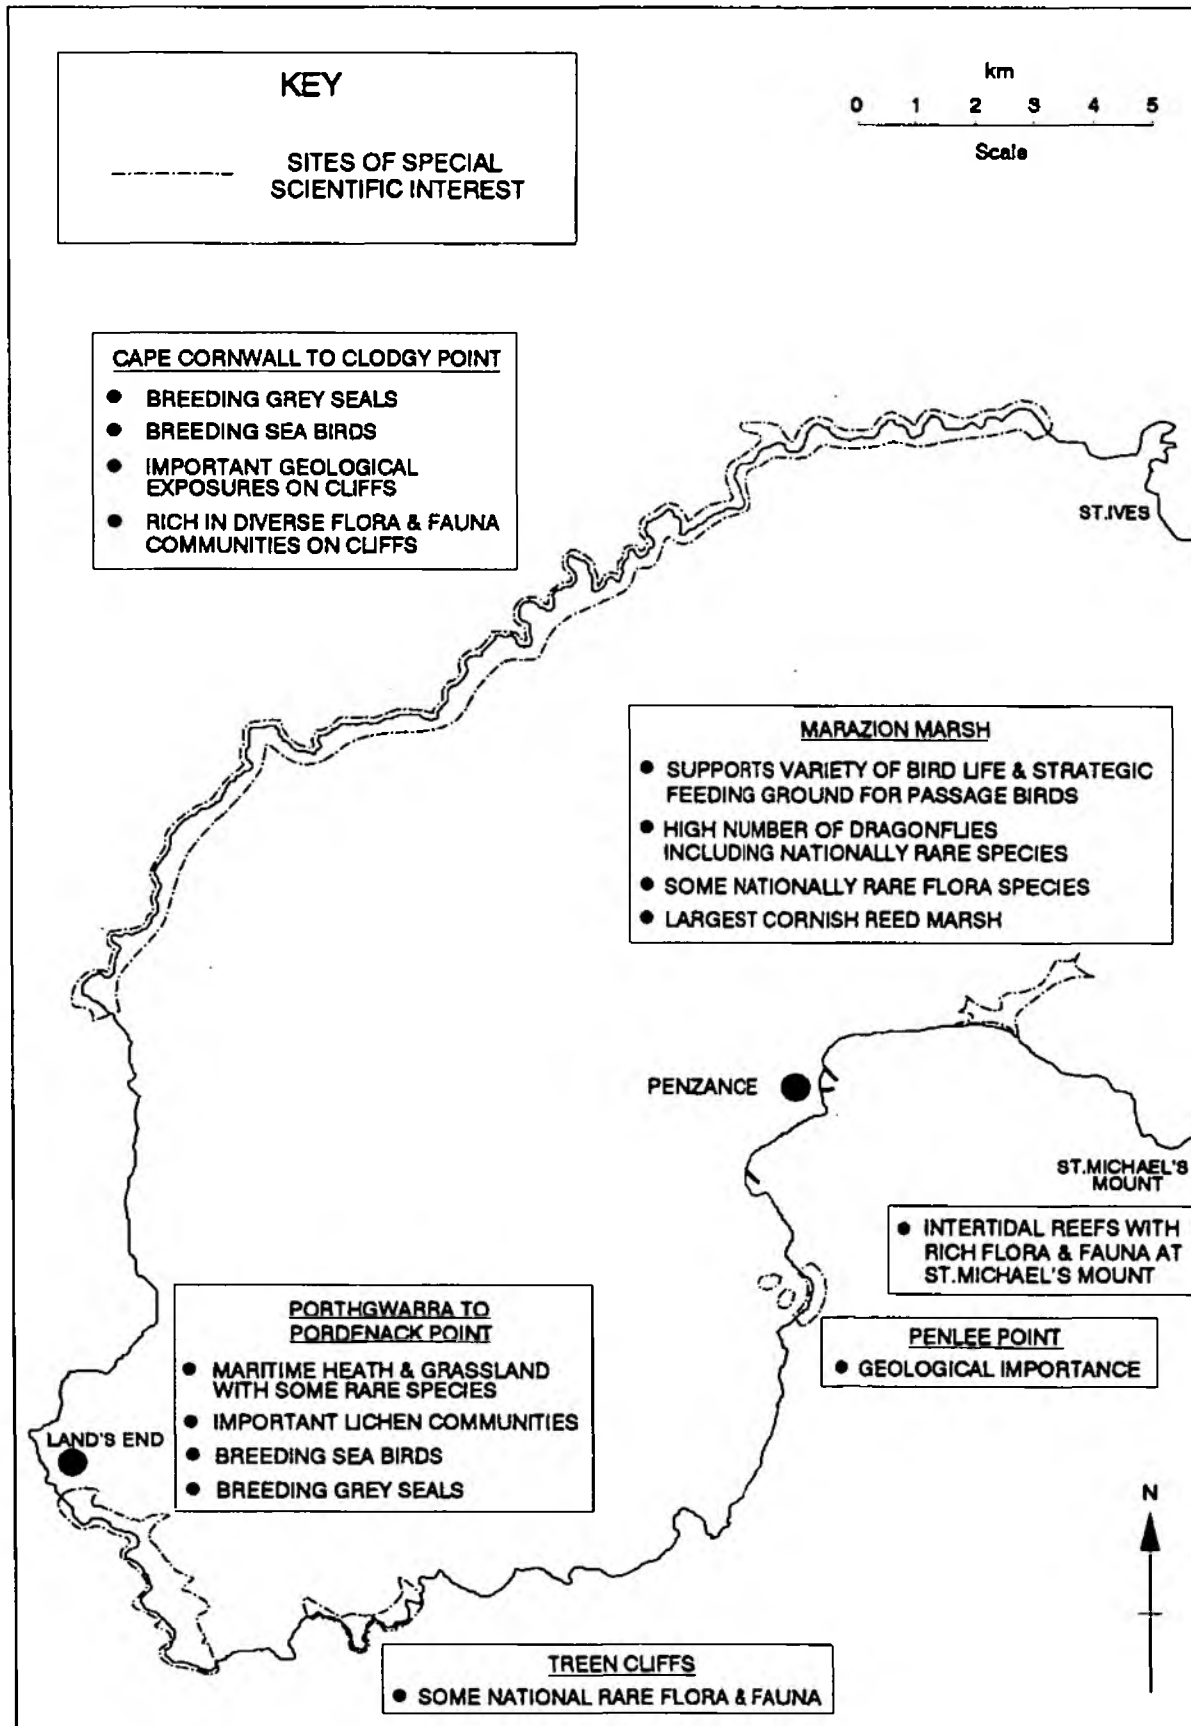 KEY
SITES OF SPECIAL
SCIENTIFIC INTEREST
km
0 1 2 3 4 5
Scale
CAPE CORNWALL TO CLODGY POINT
● BREEDING GREY SEALS
● BREEDING SEA BIRDS
● IMPORTANT GEOLOGICAL
EXPOSURES ON CLIFFS
● RICH IN DIVERSE FLORA & FAUNA
COMMUNITIES ON CLIFFS
ST.IVES
MARAZION MARSH
● SUPPORTS VARIETY OF BIRD LIFE & STRATEGIC
FEEDING GROUND FOR PASSAGE BIRDS
● HIGH NUMBER OF DRAGONFLIES
INCLUDING NATIONALLY RARE SPECIES
● SOME NATIONALLY RARE FLORA SPECIES
● LARGEST CORNISH REED MARSH
PENZANCE
ST.MICHAEL'S
MOUNT
● INTERTIDAL REEFS WITH
RICH FLORA & FAUNA AT
ST.MICHAEL'S MOUNT
PENLEE POINT
● GEOLOGICAL IMPORTANCE
PORTHGWARRA TO
PORDENACK POINT
● MARITIME HEATH & GRASSLAND
WITH SOME RARE SPECIES
● IMPORTANT LICHEN COMMUNITIES
● BREEDING SEA BIRDS
● BREEDING GREY SEALS
LAND'S END
N
TREEN CLIFFS
● SOME NATIONAL RARE FLORA & FAUNA